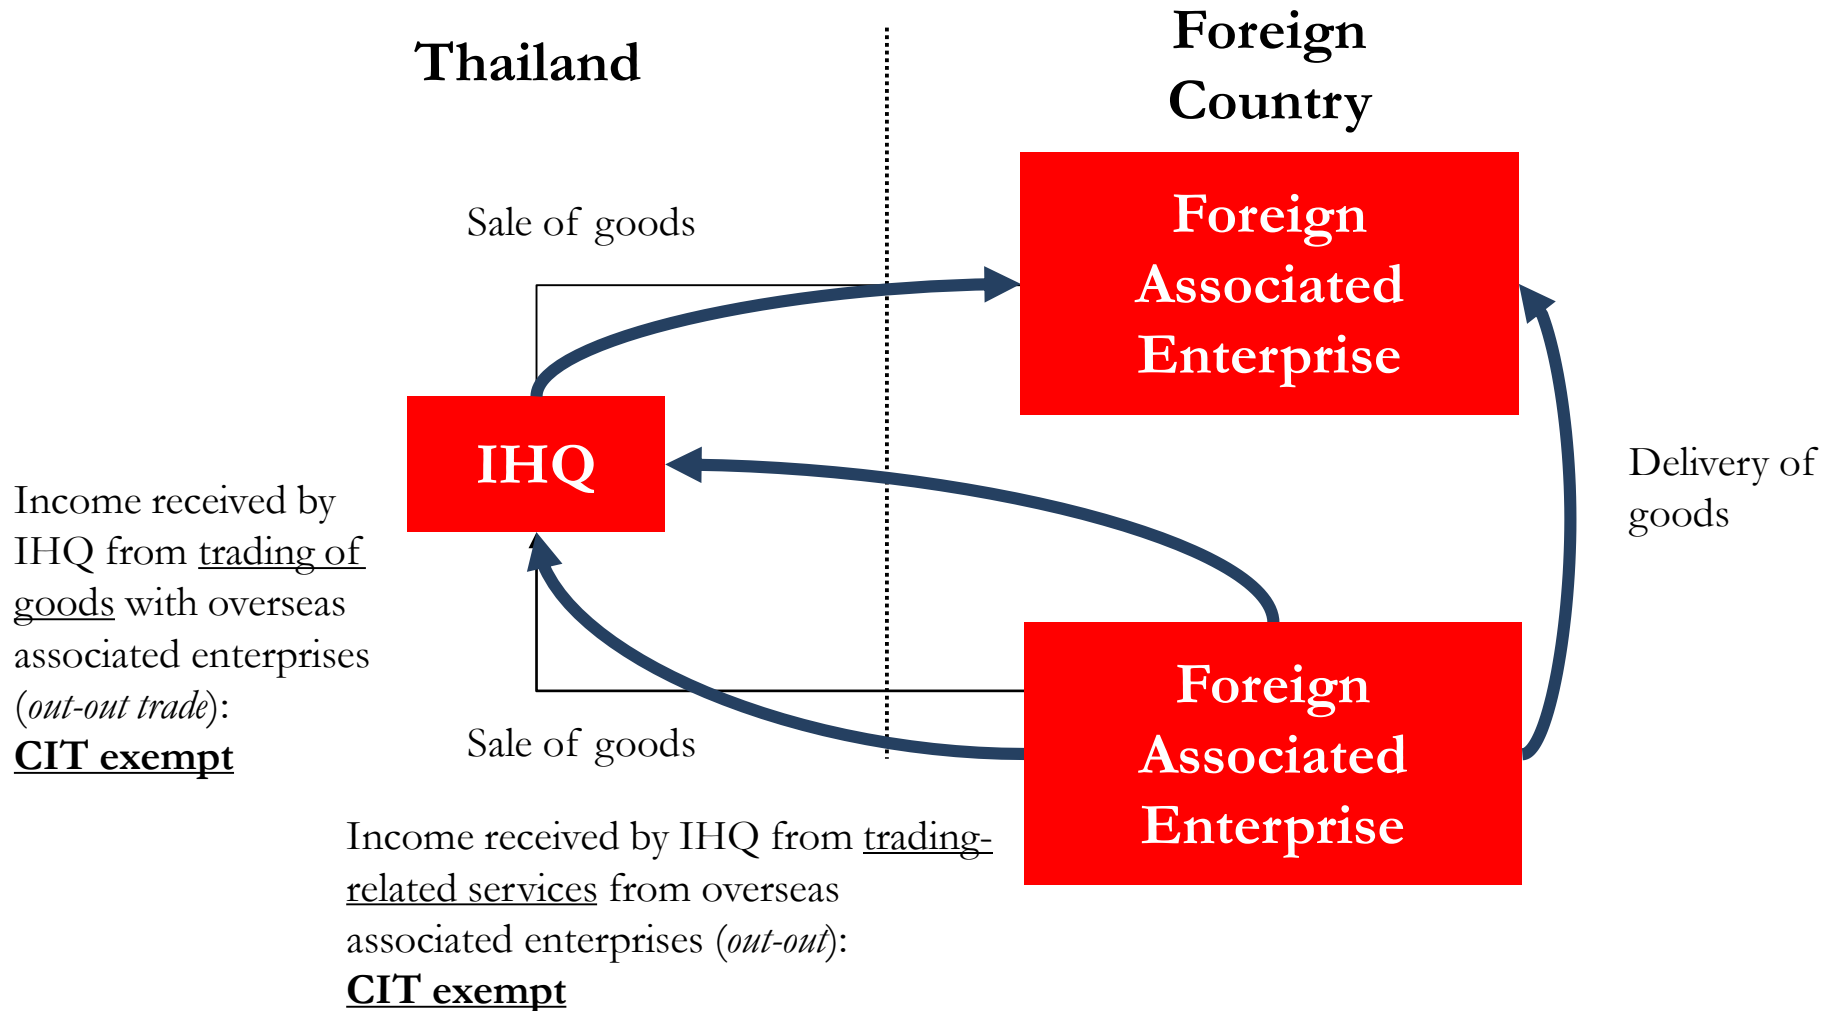 Thailand
Foreign
Country
Sale of goods
Foreign
Associated
Enterprise
IHQ
Delivery of
goods
Income received by
IHQ from trading of
goods with overseas
associated enterprises
(out-out trade):
CIT exempt
Sale of goods
Foreign
Associated
Enterprise
Income received by IHQ from trading-
related services from overseas
associated enterprises (out-out):
CIT exempt